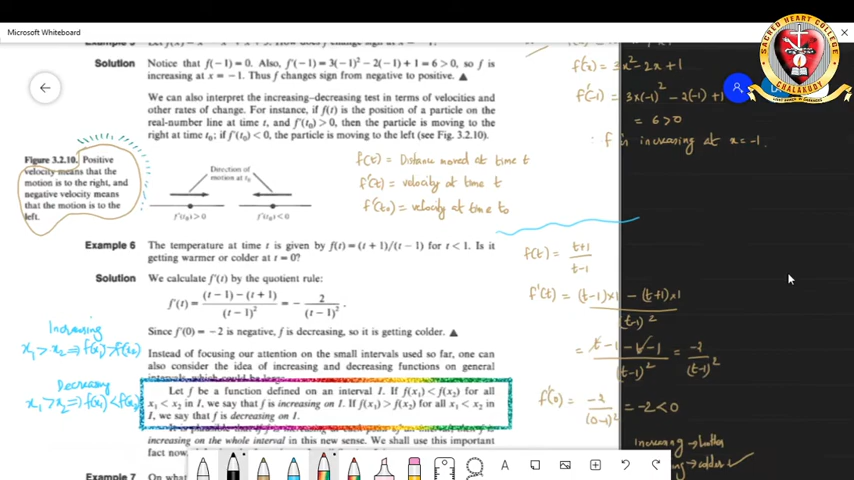 Microsoft Whiteboard
SACRED HEART COLLEGE
CHALAKUDY
Solution Notice that f(-1) = 0. Also, f'(-1) = 3(-1)² - 2(-1) + 1 = 6 > 0, so f is
increasing at x = -1. Thus f changes sign from negative to positive. ▲
We can also interpret the increasing-decreasing test in terms of velocities and
other rates of change. For instance, if f(t) is the position of a particle on the
real-number line at time t, and f'(t₀) > 0, then the particle is moving to the
right at time t₀; if f'(t₀) < 0, the particle is moving to the left (see Fig. 3.2.10).
Figure 3.2.10. Positive
velocity means that the
motion is to the right, and
negative velocity means
that the motion is to the
left.
Direction of
motion at t₀
f'(t₀) > 0
f'(t₀) < 0
f(t) = Distance moved at time t
f'(t) = velocity at time t
f'(t₀) = velocity at time t₀
Example 6 The temperature at time t is given by f(t) = (t + 1)/(t - 1) for t < 1. Is it
getting warmer or colder at t = 0?
Solution We calculate f'(t) by the quotient rule:
f'(t) = (t - 1) - (t + 1) / (t - 1)² = - 2 / (t - 1)² .
Since f'(0) = -2 is negative, f is decreasing, so it is getting colder. ▲
Instead of focusing our attention on the small intervals used so far, one can
also consider the idea of increasing and decreasing functions on general
Let f be a function defined on an interval I. If f(x₁) < f(x₂) for all
x₁ < x₂ in I, we say that f is increasing on I. If f(x₁) > f(x₂) for all x₁ < x₂ in
I, we say that f is decreasing on I.
increasing on the whole interval in this new sense. We shall use this important
fact now.
Example 7 On what
Increasing
x₁ > x₂ ⇒ f(x₁) > f(x₂)
Decreasing
x₁ > x₂ ⇒ f(x₁) < f(x₂)
f'(x) = 3x² - 2x + 1
f'(-1) = 3x(-1)² - 2(-1) + 1
= 6 > 0
∴ f is increasing at x = -1.
f(t) = t+1 / t-1
f'(t) = (t-1)×1 - (t+1)×1 / (t-1)²
= t-1-t-1 / (t-1)² = -2 / (t-1)²
f'(0) = -2 / (0-1)² = -2 < 0
Increasing → hotter
colder ✓